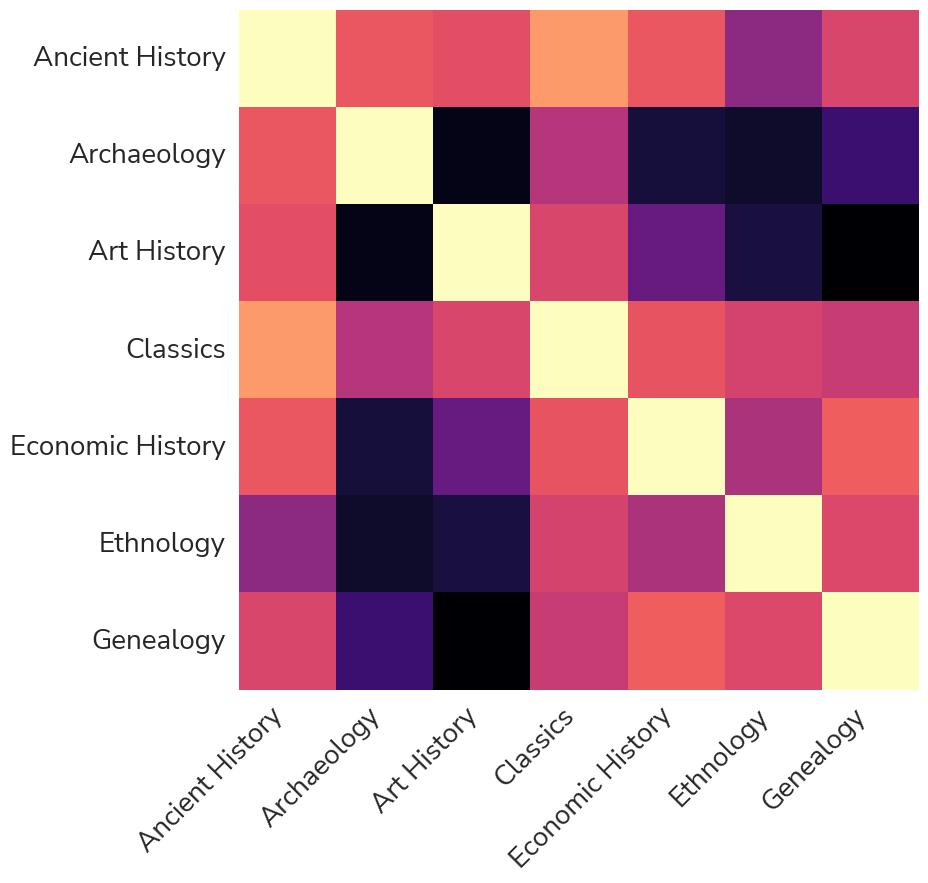 Ancient History
Archaeology
Art History
Classics
Economic History
Ethnology
Genealogy
Ancient History
Archaeology
Art History
Classics
Economic History
Ethnology
Genealogy